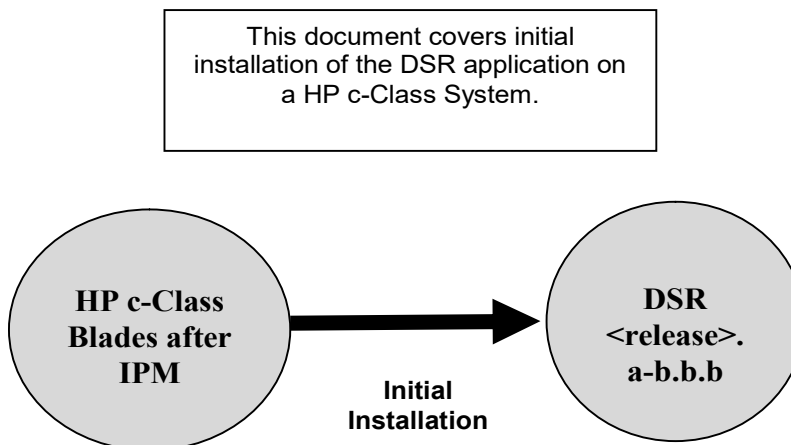 This document covers initial
installation of the DSR application on
a HP c-Class System.
HP c-Class
Blades after
IPM
Initial
Installation
DSR
<release>.
a-b.b.b